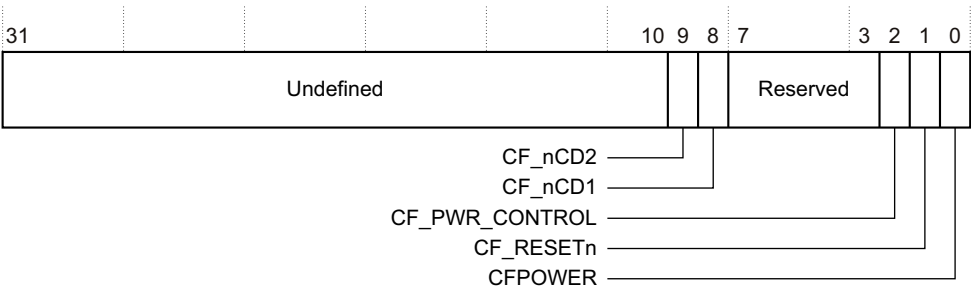 31 10 9 8 7 3 2 1 0
Undefined Reserved
CF_nCD2
CF_nCD1
CF_PWR_CONTROL
CF_RESETn
CFPOWER